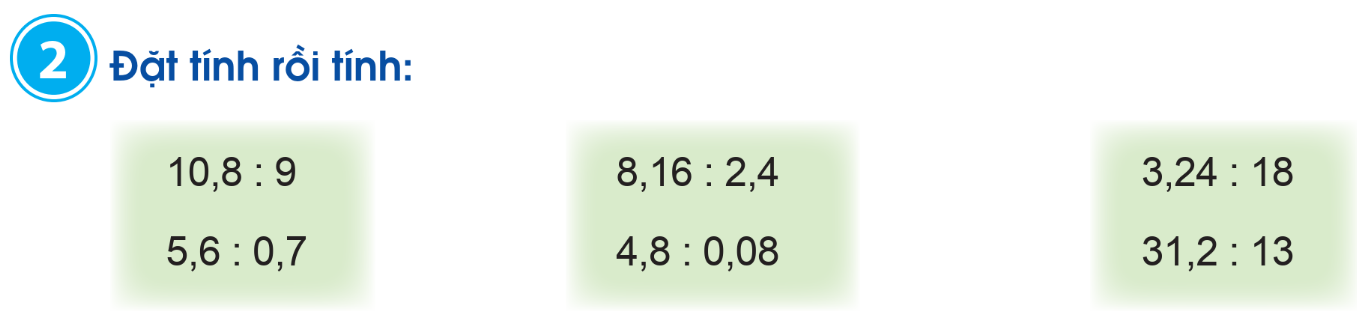 2 Đặt tính rồi tính:
10,8 : 9
5,6 : 0,7
8,16 : 2,4
4,8 : 0,08
3,24 : 18
31,2 : 13